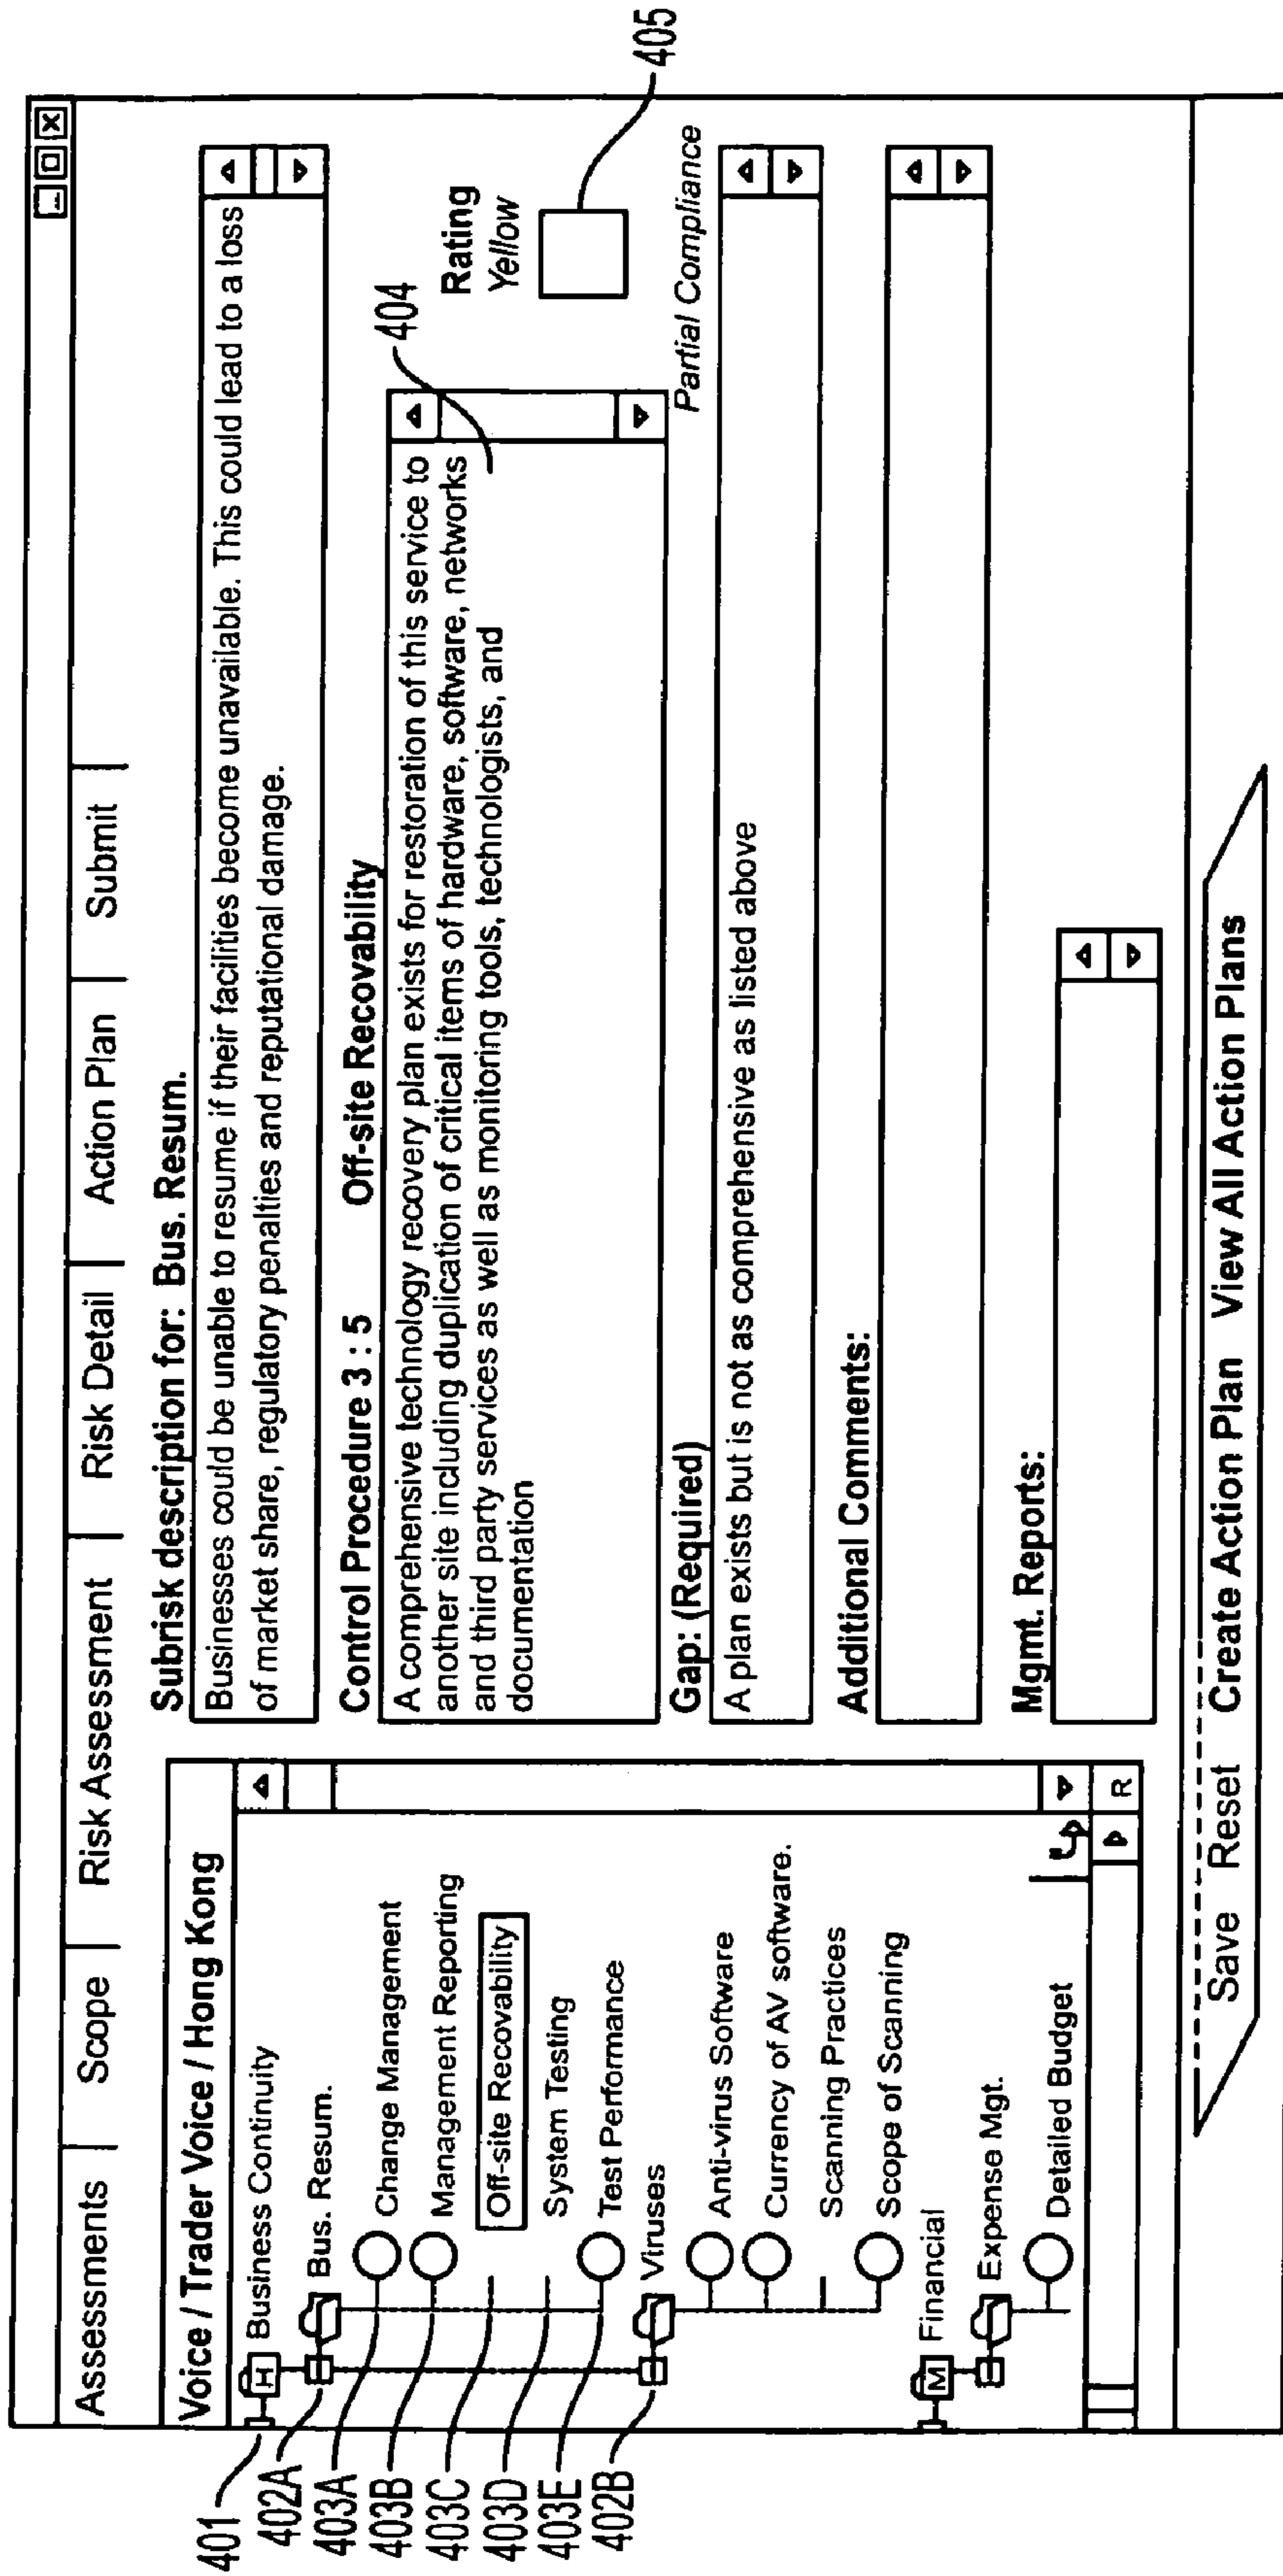 Assessments Scope Risk Assessment Risk Detail Action Plan Submit
Voice / Trader Voice / Hong Kong
H Business Continuity
Bus. Resum.
Change Management
Management Reporting
Off-site Recovability
System Testing
Test Performance
Viruses
Anti-virus Software
Currency of AV software.
Scanning Practices
Scope of Scanning
M Financial
Expense Mgt.
Detailed Budget
R
401
402A
403A
403B
403C
403D
403E
402B
Subrisk description for: Bus. Resum.
Businesses could be unable to resume if their facilities become unavailable. This could lead to a loss
of market share, regulatory penalties and reputational damage.
Control Procedure 3 : 5 Off-site Recovability
A comprehensive technology recovery plan exists for restoration of this service to
another site including duplication of critical items of hardware, software, networks
and third party services as well as monitoring tools, technologists, and
documentation
404
Rating
Yellow
405
Partial Compliance
Gap: (Required)
A plan exists but is not as comprehensive as listed above
Additional Comments:
Mgmt. Reports:
Save Reset Create Action Plan View All Action Plans